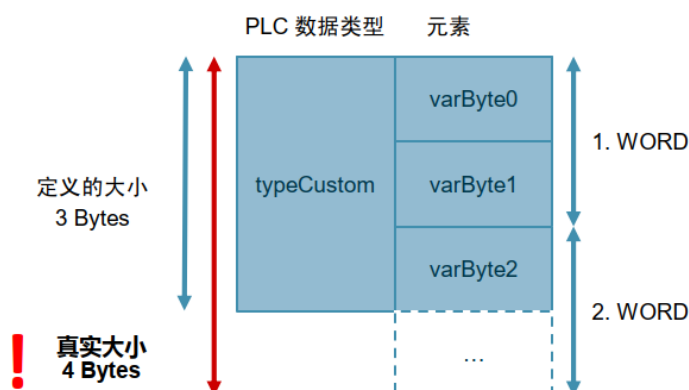 PLC 数据类型 元素
varByte0
1. WORD
定义的大小
3 Bytes
typeCustom
varByte1
varByte2
2. WORD
! 真实大小
4 Bytes
...